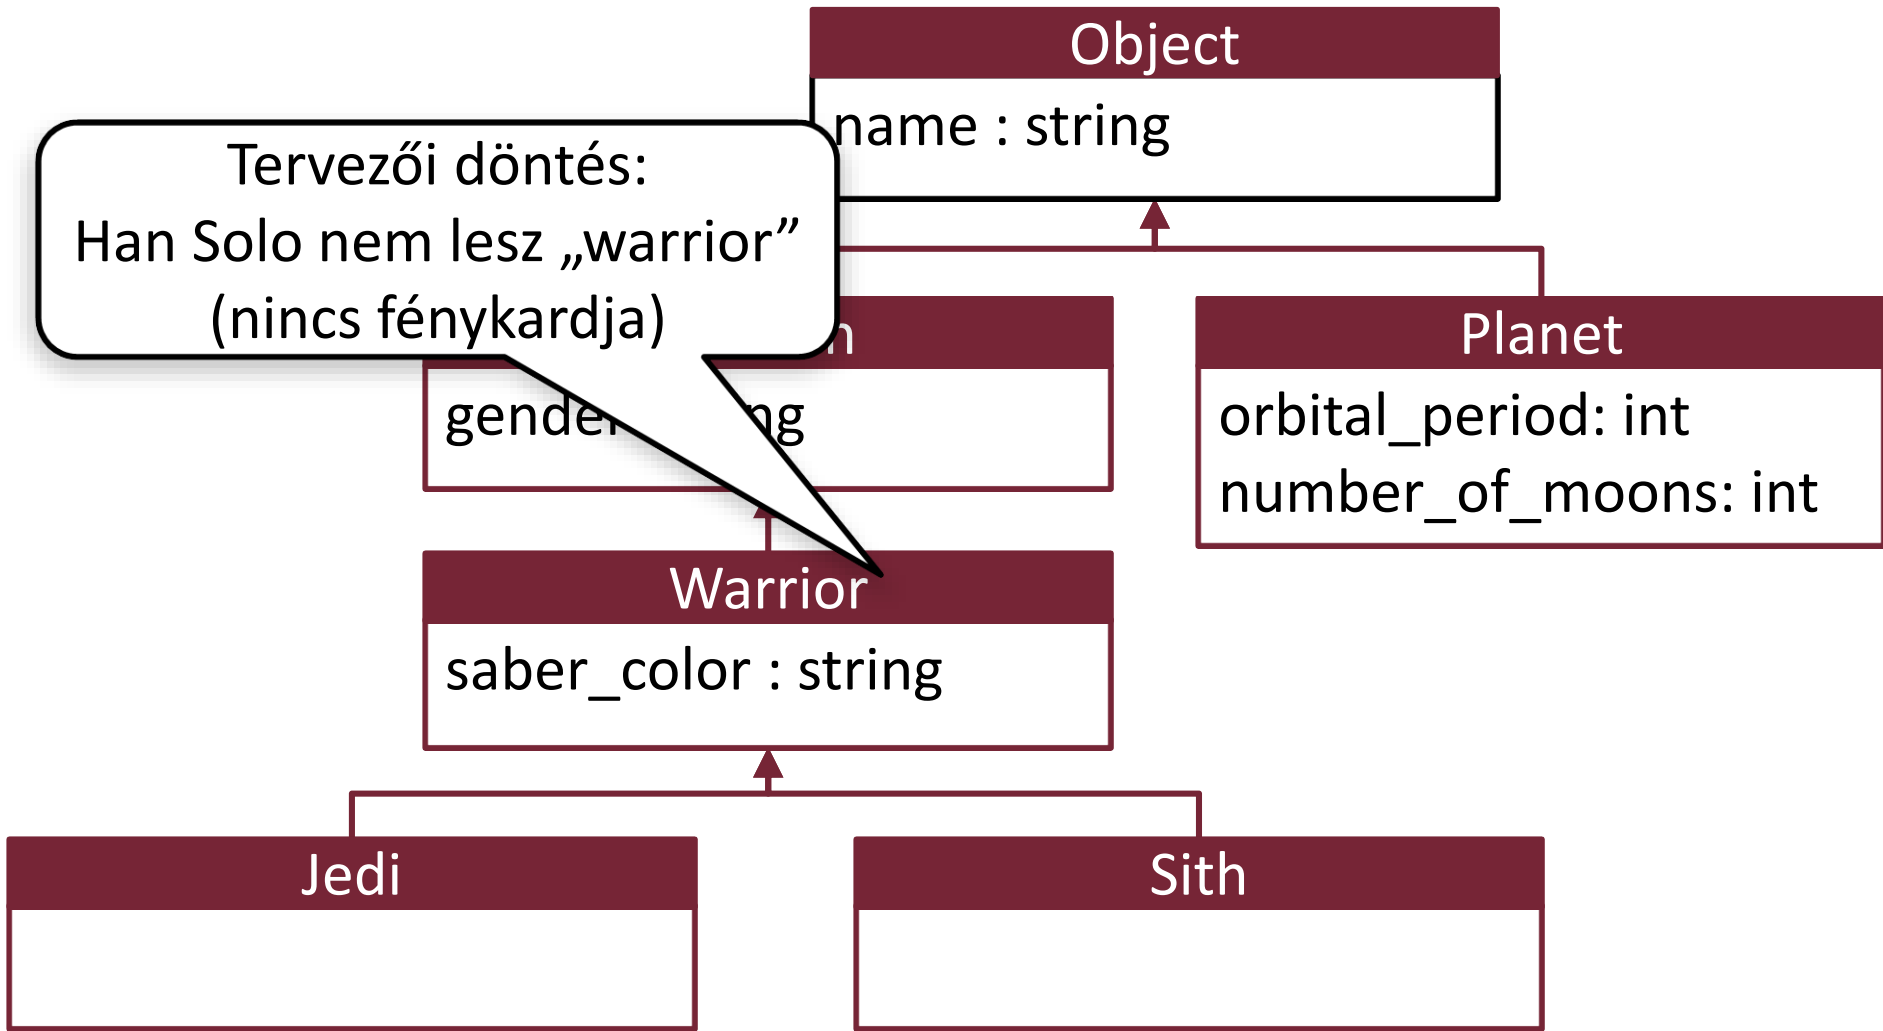 Object
name : string
Tervezői döntés:
Han Solo nem lesz „warrior”
(nincs fénykardja)
Planet
orbital_period: int
number_of_moons: int
Warrior
saber_color : string
Jedi
Sith